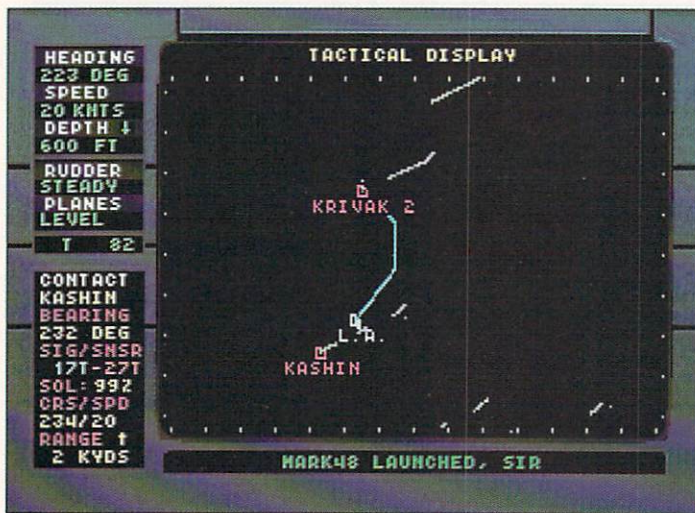 HEADING
223 DEG
SPEED
20 KNTS
DEPTH ↓
600 FT
RUDDER
STEADY
PLANES
LEVEL
T 82
CONTACT
KASHIN
BEARING
232 DEG
SIG/SNSR
17T-27T
SOL: 99%
CRS/SPD
234/20
RANGE ↑
2 KYDS
TACTICAL DISPLAY
KRIVAK 2
L.A.
KASHIN
MARK48 LAUNCHED, SIR